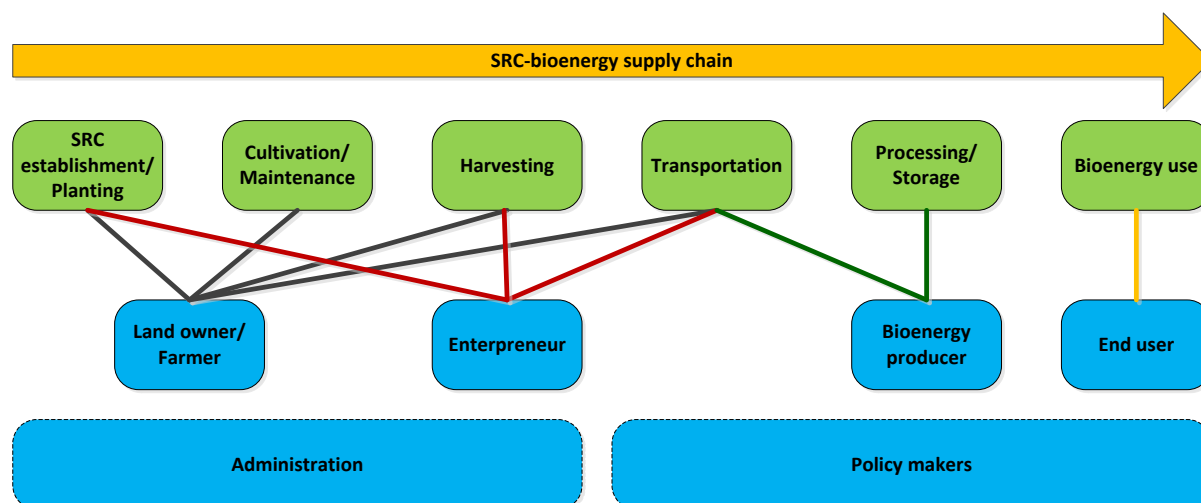 SRC-bioenergy supply chain
SRC
establishment/
Planting
Cultivation/
Maintenance
Harvesting
Transportation
Processing/
Storage
Bioenergy use
Land owner/
Farmer
Enterpreneur
Bioenergy
producer
End user
Administration
Policy makers